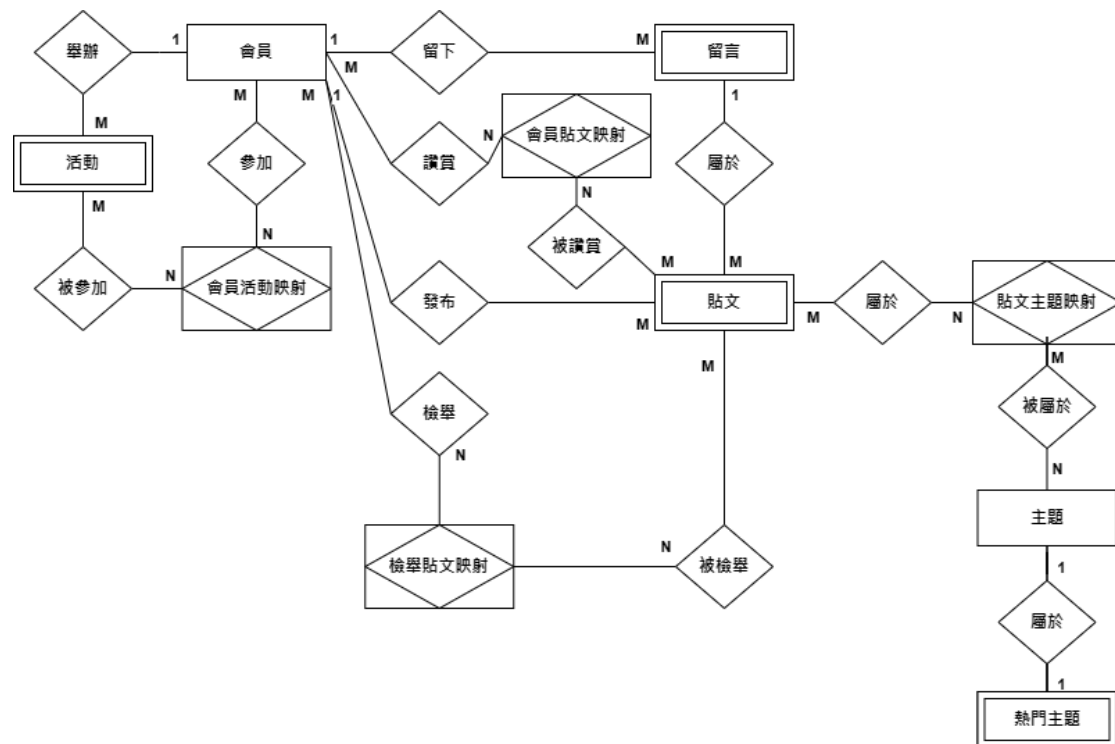 舉辦
1
會員
1
留下
M
留言
M
M
M
1
M
1
活動
參加
讚賞
N
會員貼文映射
屬於
M
N
N
被讚賞
M
M
被參加
N
會員活動映射
發布
M
貼文
M
屬於
N
貼文主題映射
M
M
檢舉
被屬於
N
N
主題
檢舉貼文映射
N
被檢舉
1
屬於
1
熱門主題